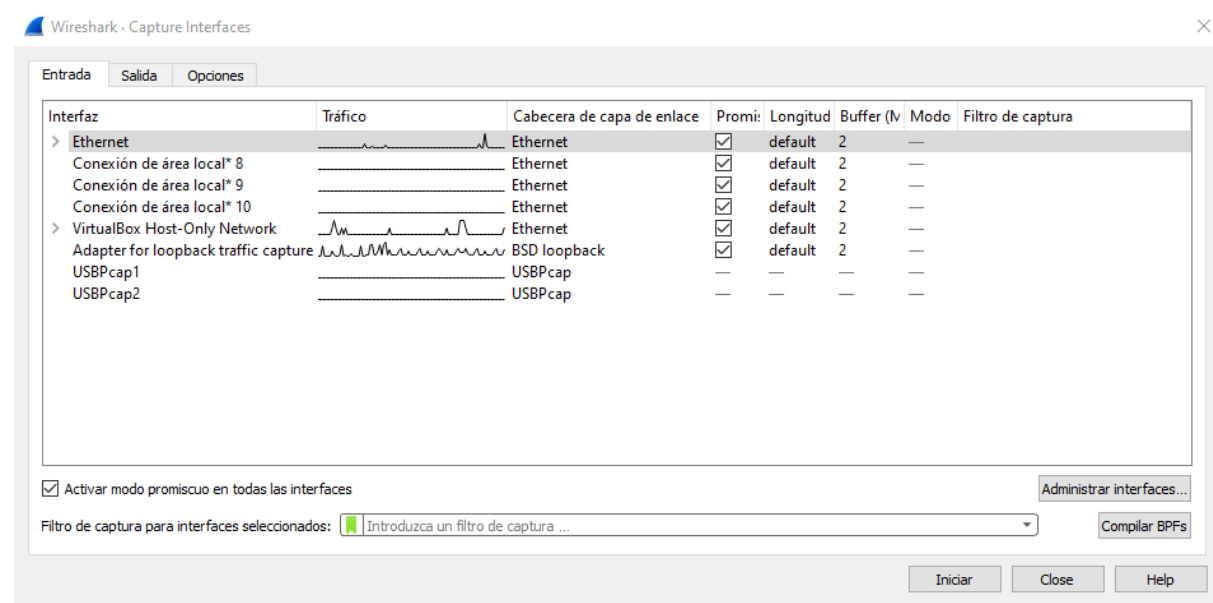 Wireshark · Capture Interfaces
Entrada Salida Opciones
Interfaz Tráfico Cabecera de capa de enlace Promis Longitud Buffer (M Modo Filtro de captura
Ethernet Ethernet default 2 —
Conexión de área local* 8 Ethernet default 2 —
Conexión de área local* 9 Ethernet default 2 —
Conexión de área local* 10 Ethernet default 2 —
VirtualBox Host-Only Network Ethernet default 2 —
Adapter for loopback traffic capture BSD loopback default 2 —
USBPcap1 USBPcap — — — —
USBPcap2 USBPcap — — — —
Activar modo promiscuo en todas las interfaces Administrar interfaces...
Filtro de captura para interfaces seleccionados: Introduzca un filtro de captura ... Compilar BPFs
Iniciar Close Help